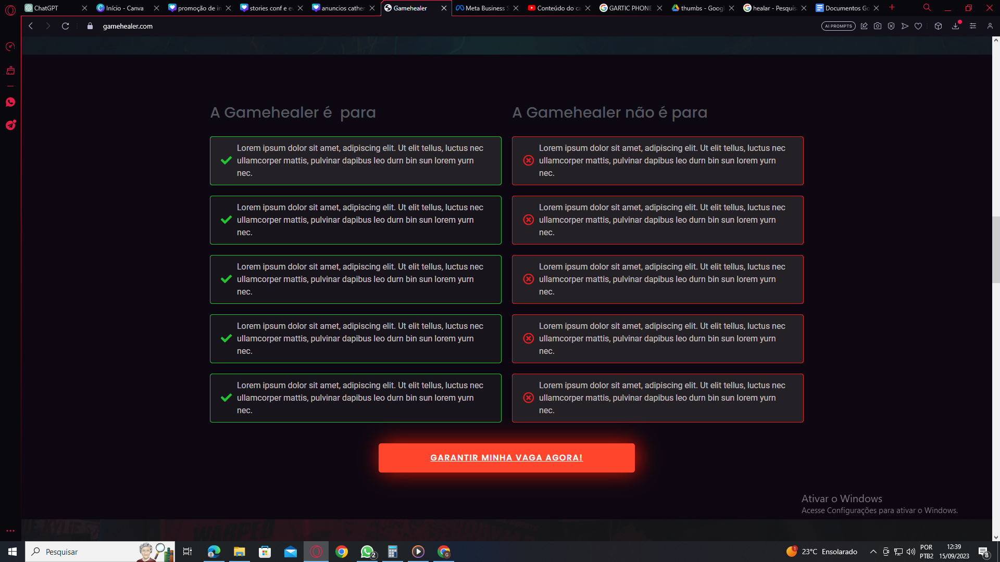 ChatGPT
Início - Canva
promoção de in
stories conf e ev
anuncios cather
Gamehealer
Meta Business S
Conteúdo do ca
GARTIC PHONE
thumbs - Googl
healar - Pesquis
Documentos Go
gamehealer.com
AI PROMPTS
A Gamehealer é para
A Gamehealer não é para
Lorem ipsum dolor sit amet, adipiscing elit. Ut elit tellus, luctus nec
ullamcorper mattis, pulvinar dapibus leo durn bin sun lorem yurn
nec.
Lorem ipsum dolor sit amet, adipiscing elit. Ut elit tellus, luctus nec
ullamcorper mattis, pulvinar dapibus leo durn bin sun lorem yurn
nec.
Lorem ipsum dolor sit amet, adipiscing elit. Ut elit tellus, luctus nec
ullamcorper mattis, pulvinar dapibus leo durn bin sun lorem yurn
nec.
Lorem ipsum dolor sit amet, adipiscing elit. Ut elit tellus, luctus nec
ullamcorper mattis, pulvinar dapibus leo durn bin sun lorem yurn
nec.
Lorem ipsum dolor sit amet, adipiscing elit. Ut elit tellus, luctus nec
ullamcorper mattis, pulvinar dapibus leo durn bin sun lorem yurn
nec.
Lorem ipsum dolor sit amet, adipiscing elit. Ut elit tellus, luctus nec
ullamcorper mattis, pulvinar dapibus leo durn bin sun lorem yurn
nec.
Lorem ipsum dolor sit amet, adipiscing elit. Ut elit tellus, luctus nec
ullamcorper mattis, pulvinar dapibus leo durn bin sun lorem yurn
nec.
Lorem ipsum dolor sit amet, adipiscing elit. Ut elit tellus, luctus nec
ullamcorper mattis, pulvinar dapibus leo durn bin sun lorem yurn
nec.
Lorem ipsum dolor sit amet, adipiscing elit. Ut elit tellus, luctus nec
ullamcorper mattis, pulvinar dapibus leo durn bin sun lorem yurn
nec.
Lorem ipsum dolor sit amet, adipiscing elit. Ut elit tellus, luctus nec
ullamcorper mattis, pulvinar dapibus leo durn bin sun lorem yurn
nec.
GARANTIR MINHA VAGA AGORA!
Ativar o Windows
Acesse Configurações para ativar o Windows.
WARPED
Pesquisar
2
G
1
23°C Ensolarado
POR
PTB2
12:39
15/09/2023
8